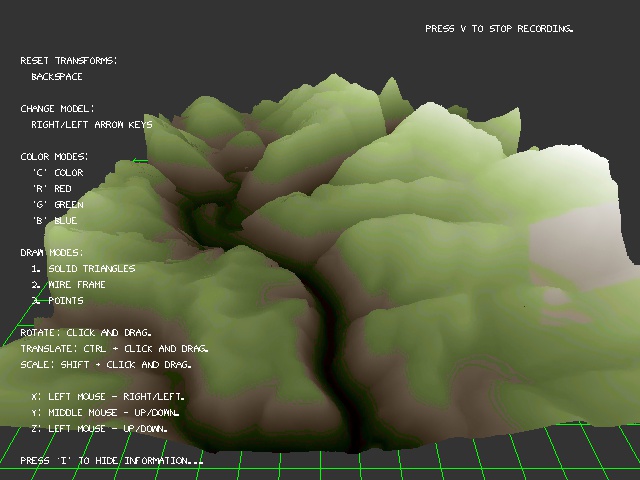 PRESS V TO STOP RECORDING.
RESET TRANSFORMS:
BACKSPACE
CHANGE MODEL:
RIGHT/LEFT ARROW KEYS
COLOR MODES:
'C' COLOR
'R' RED
'G' GREEN
'B' BLUE
DRAW MODES:
1. SOLID TRIANGLES
2. WIRE FRAME
3. POINTS
ROTATE: CLICK AND DRAG.
TRANSLATE: CTRL + CLICK AND DRAG.
SCALE: SHIFT + CLICK AND DRAG.
X: LEFT MOUSE - RIGHT/LEFT.
Y: MIDDLE MOUSE - UP/DOWN.
Z: LEFT MOUSE - UP/DOWN.
PRESS 'I' TO HIDE INFORMATION...